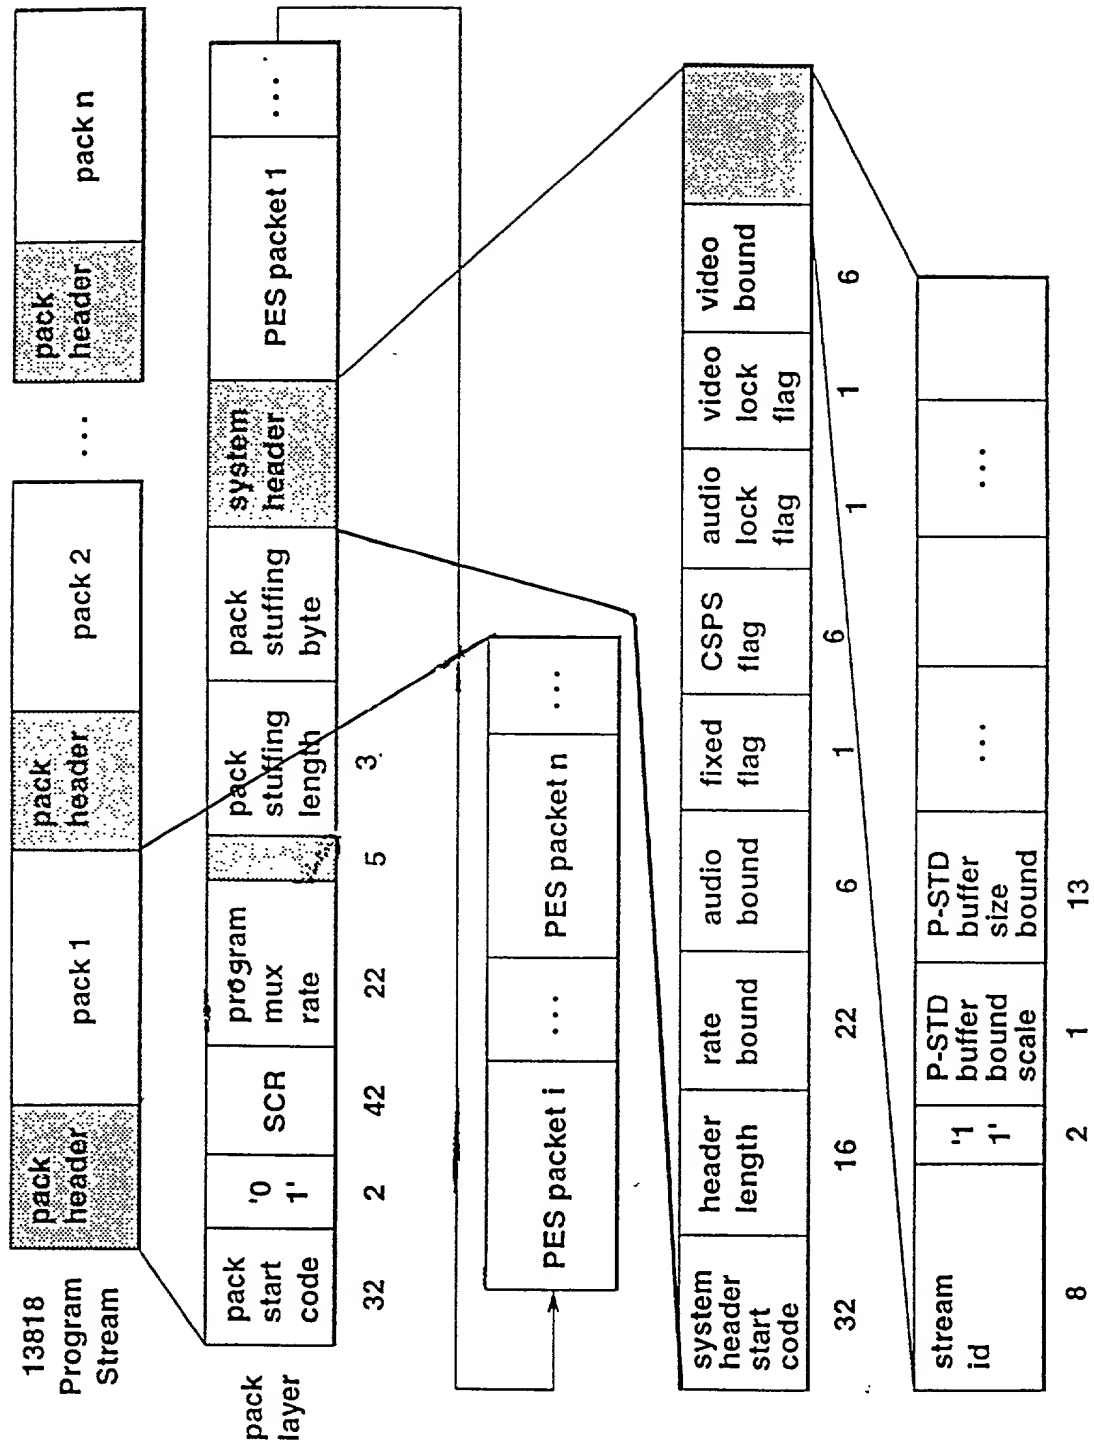 13818
Program
Stream
pack
header
pack 1
pack
header
pack 2
...
pack
header
pack n
pack
layer
pack
start
code
'0
1'
SCR
program
mux
rate
pack
stuffing
length
pack
stuffing
byte
system
header
PES packet 1
...
32
2
42
22
5
3
PES packet i
...
PES packet n
...
system
header
start
code
header
length
rate
bound
audio
bound
fixed
flag
CSPS
flag
audio
lock
flag
video
lock
flag
video
bound
32
16
22
6
1
6
1
1
6
stream
id
'1
1'
P-STD
buffer
bound
scale
P-STD
buffer
size
bound
...
...
8
2
1
13